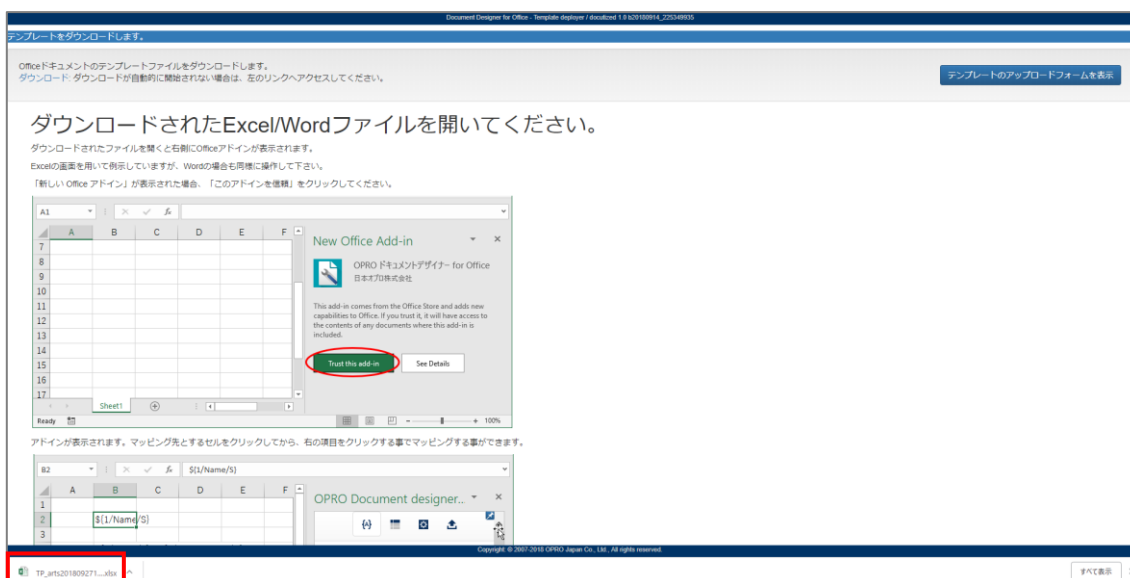 Document Designer for Office - Template deployer / docutized 1.0 b20180914_225349935
テンプレートをダウンロードします。
Officeドキュメントのテンプレートファイルをダウンロードします。
ダウンロード: ダウンロードが自動的に開始されない場合は、左のリンクへアクセスしてください。
テンプレートのアップロードフォームを表示
ダウンロードされたExcel/Wordファイルを開いてください。
ダウンロードされたファイルを開くと右側にOfficeアドインが表示されます。
Excelの画面を用いて例示していますが、Wordの場合も同様に操作して下さい。
「新しい Office アドイン」が表示された場合、「このアドインを信頼」をクリックしてください。
A1
fx
A B C D E F
7
8
9
10
11
12
13
14
15
16
17
New Office Add-in
OPRO ドキュメントデザイナー for Office
日本オプロ株式会社
This add-in comes from the Office Store and adds new
capabilities to Office. If you trust it, it will have access to
the contents of any documents where this add-in is
included.
Trust this add-in
See Details
Sheet1
Ready
100%
アドインが表示されます。マッピング先とするセルをクリックしてから、右の項目をクリックする事でマッピングする事ができます。
B2
fx
${1/Name/S}
A B C D E F
1
2
3
${1/Name/S}
OPRO Document designer...
Copyright © 2007-2018 OPRO Japan Co., Ltd., All rights reserved.
TP_arts201809271....xlsx
すべて表示